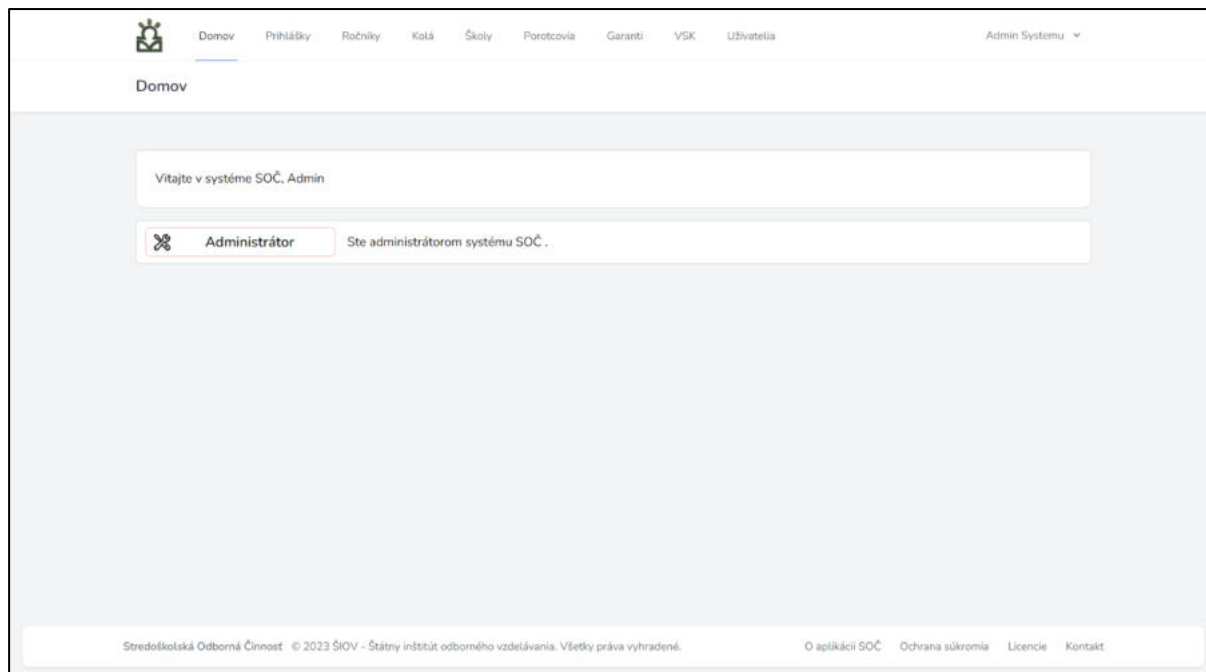 Domov Prihlášky Ročníky Kolá Školy Porotcovia Garanti VSK Užívatelia Admin Systemu
Domov
Vitajte v systéme SOČ, Admin
Administrátor Ste administrátorom systému SOČ .
Stredoškolská Odborná Činnosť © 2023 ŠIOV - Štátny inštitút odborného vzdelávania. Všetky práva vyhradené. O aplikácii SOČ Ochrana súkromia Licencie Kontakt